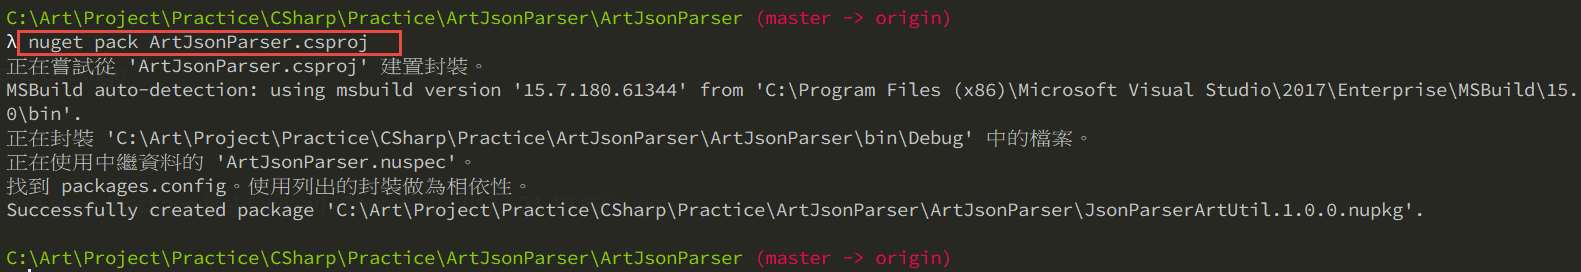 C:\Art\Project\Practice\CSharp\Practice\ArtJsonParser\ArtJsonParser (master -> origin)
λ nuget pack ArtJsonParser.csproj
正在嘗試從 'ArtJsonParser.csproj' 建置封裝。
MSBuild auto-detection: using msbuild version '15.7.180.61344' from 'C:\Program Files (x86)\Microsoft Visual Studio\2017\Enterprise\MSBuild\15.
0\bin'.
正在封裝 'C:\Art\Project\Practice\CSharp\Practice\ArtJsonParser\ArtJsonParser\bin\Debug' 中的檔案。
正在使用中繼資料的 'ArtJsonParser.nuspec'。
找到 packages.config。使用列出的封裝做為相依性。
Successfully created package 'C:\Art\Project\Practice\CSharp\Practice\ArtJsonParser\ArtJsonParser\JsonParserArtUtil.1.0.0.nupkg'.
C:\Art\Project\Practice\CSharp\Practice\ArtJsonParser\ArtJsonParser (master -> origin)